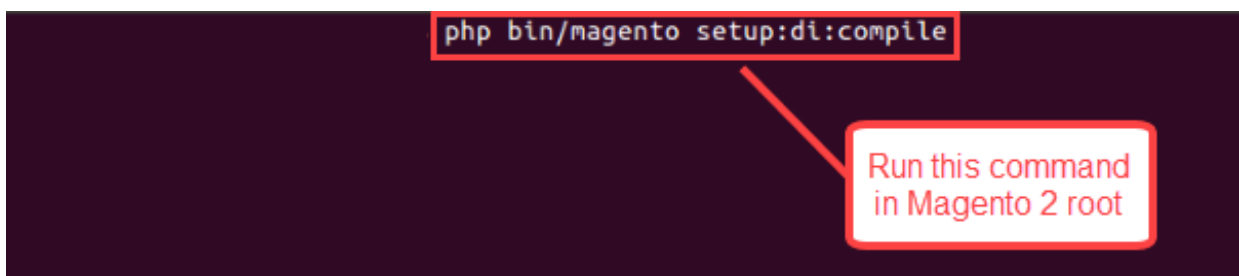 php bin/magento setup:di:compile
Run this command
in Magento 2 root